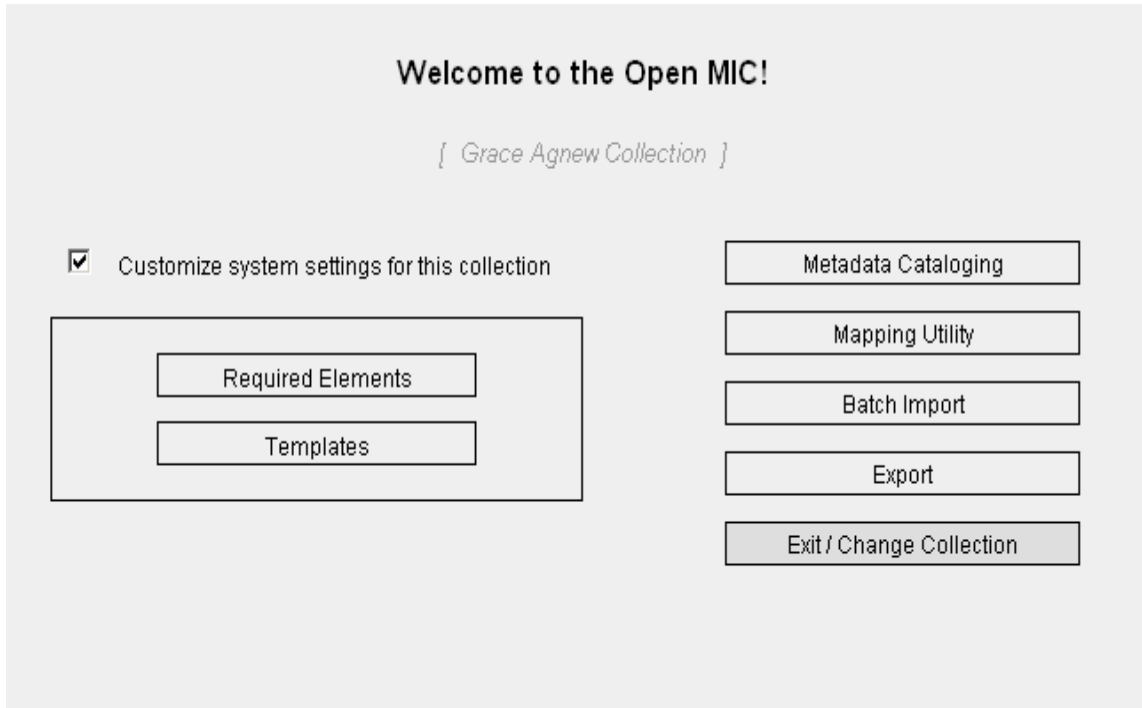 Welcome to the Open MIC!
[ Grace Agnew Collection ]
Customize system settings for this collection
Required Elements
Templates
Metadata Cataloging
Mapping Utility
Batch Import
Export
Exit / Change Collection